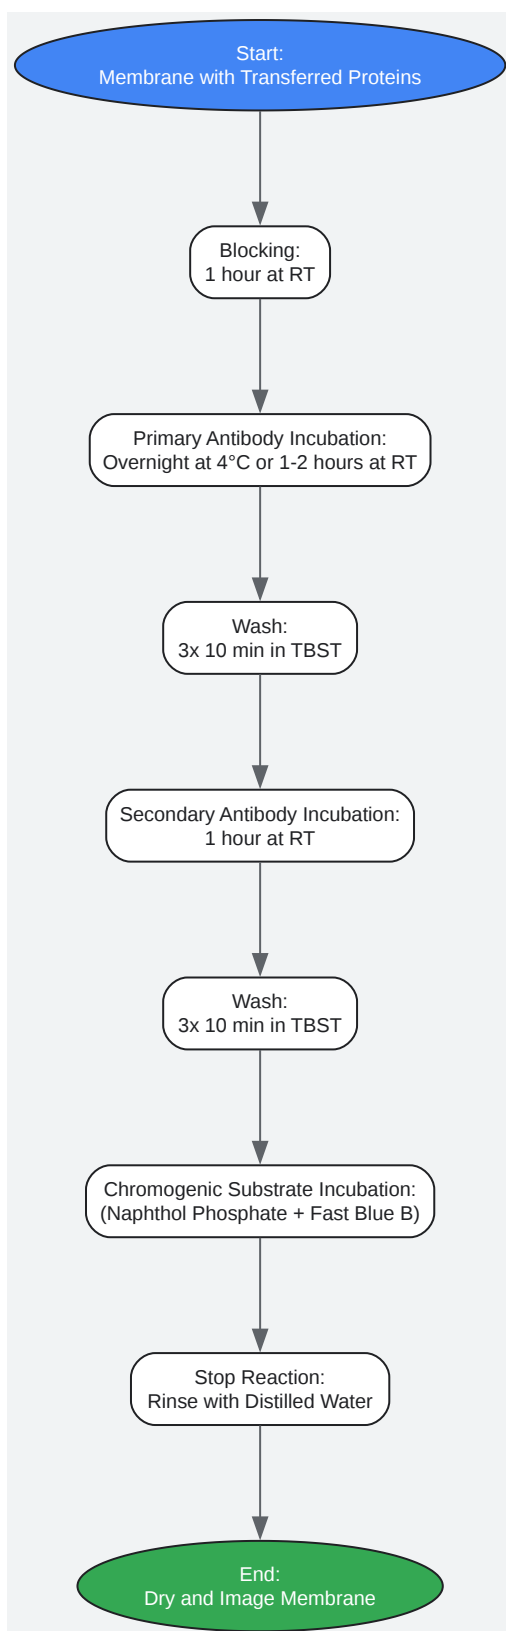 Start:
Membrane with Transferred Proteins
Blocking:
1 hour at RT
Primary Antibody Incubation:
Overnight at 4°C or 1-2 hours at RT
Wash:
3x 10 min in TBST
Secondary Antibody Incubation:
1 hour at RT
Wash:
3x 10 min in TBST
Chromogenic Substrate Incubation:
(Naphthol Phosphate + Fast Blue B)
Stop Reaction:
Rinse with Distilled Water
End:
Dry and Image Membrane